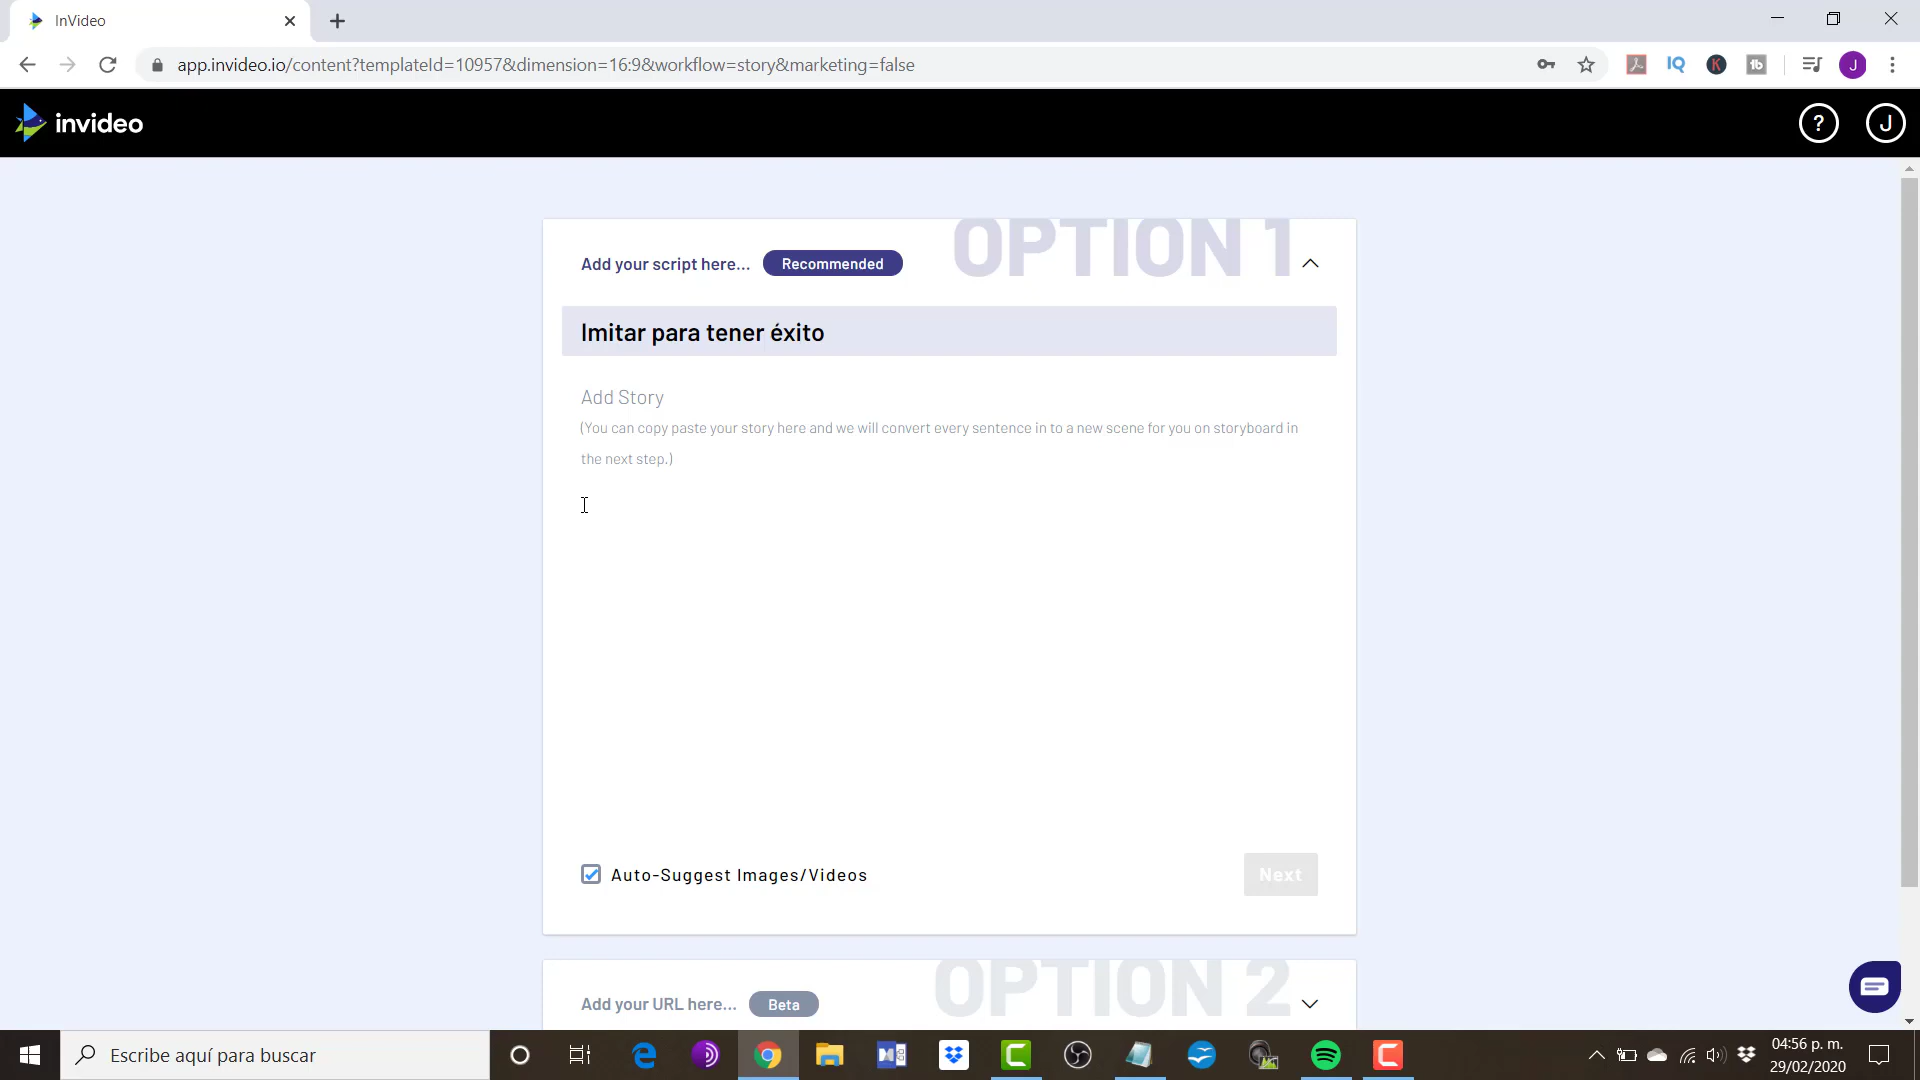 InVideo
app.invideo.io/content?templateId=10957&dimension=16:9&workflow=story&marketing=false
IQ
K
tb
J
invideo
?
J
OPTION 1
Add your script here...
Recommended
Imitar para tener éxito
Add Story
(You can copy paste your story here and we will convert every sentence in to a new scene for you on storyboard in
the next step.)
Auto-Suggest Images/Videos
Next
OPTION 2
Add your URL here...
Beta
Escribe aquí para buscar
04:56 p. m.
29/02/2020